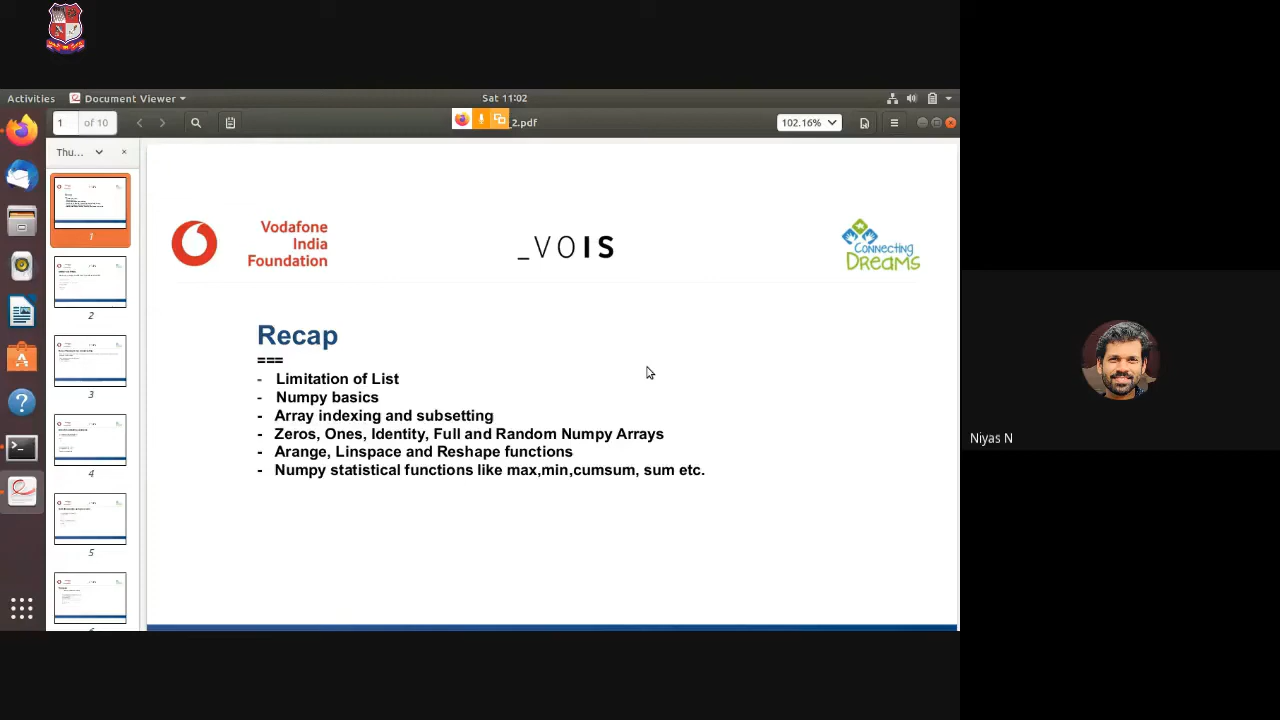 Activities
Document Viewer
Sat 11:02
1
of 10
_2.pdf
102.16%
Thu...
Vodafone
India
Foundation
_VOIS
CONNECTING
DREAMS
Recap
===
- Limitation of List
- Numpy basics
- Array indexing and subsetting
- Zeros, Ones, Identity, Full and Random Numpy Arrays
- Arange, Linspace and Reshape functions
- Numpy statistical functions like max,min,cumsum, sum etc.
1
2
3
4
5
Niyas N